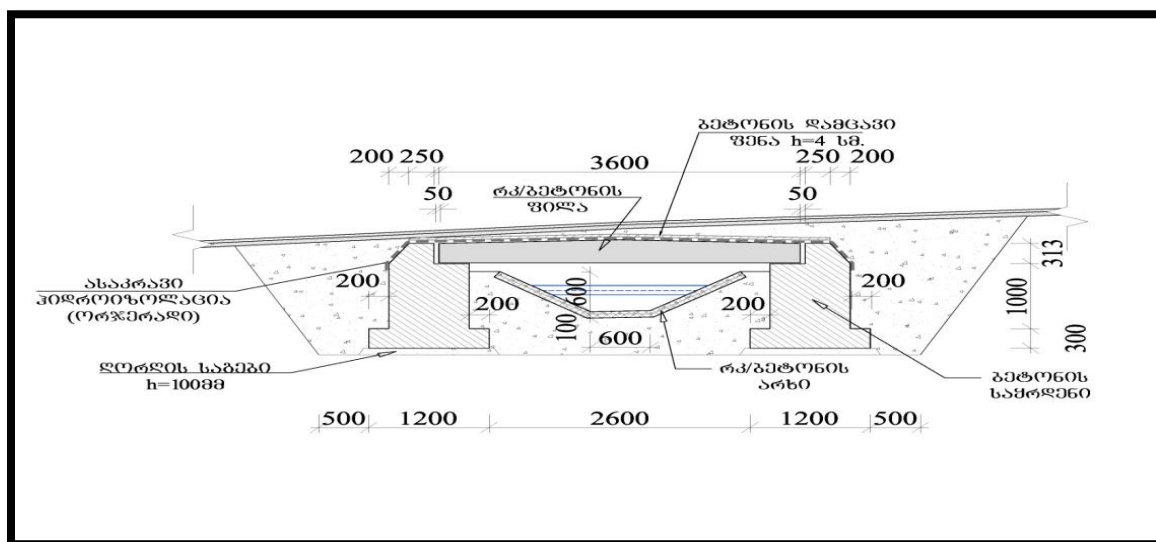 ბეტონის დამცავი
ფენა h=4 სმ.
200 250 3600 250 200
50 50
რკ/ბეტონის
ფილა
ასაკრავი
ჰიდროიზოლაცია
(ორჯერადი)
200 200 600 100 600 200 200
313
1000
300
ღორღის საგები
h=100მმ
რკ/ბეტონის
არხი
ბეტონის
საყრდენი
500 1200 2600 1200 500